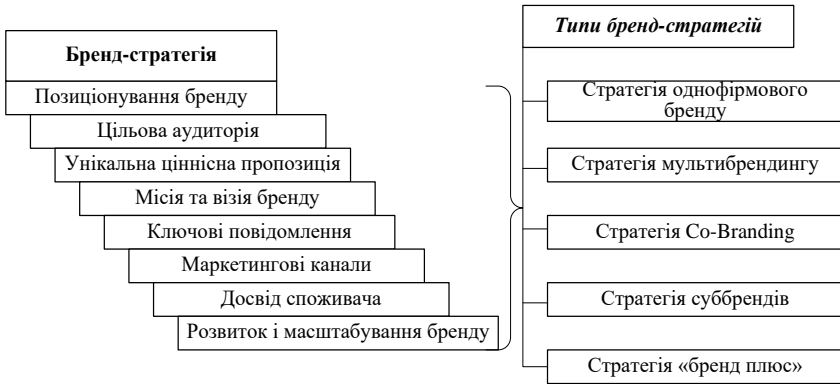 Бренд-стратегія
Позиціонування бренду
Цільова аудиторія
Унікальна ціннісна пропозиція
Місія та візія бренду
Ключові повідомлення
Маркетингові канали
Досвід споживача
Розвиток і масштабування бренду
Типи бренд-стратегій
Стратегія однофірмового
бренду
Стратегія мультибрендингу
Стратегія Co-Branding
Стратегія суббрендів
Стратегія «бренд плюс»